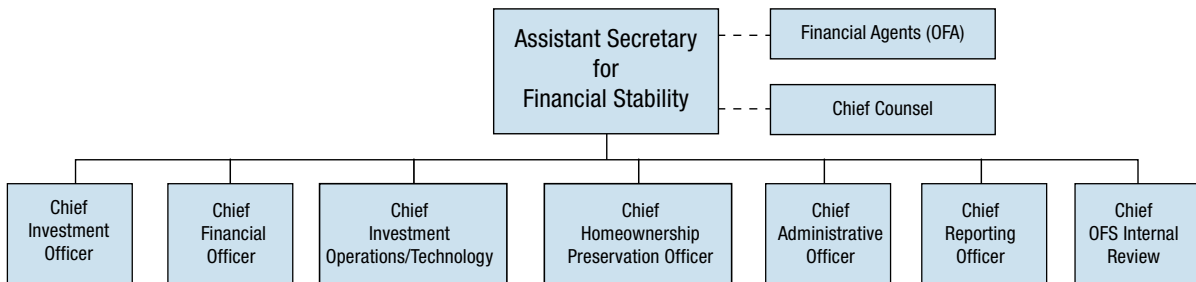 Assistant Secretary
for
Financial Stability
Financial Agents (OFA)
Chief Counsel
Chief
Investment
Officer
Chief
Financial
Officer
Chief
Investment
Operations/Technology
Chief
Homeownership
Preservation Officer
Chief
Administrative
Officer
Chief
Reporting
Officer
Chief
OFS Internal
Review